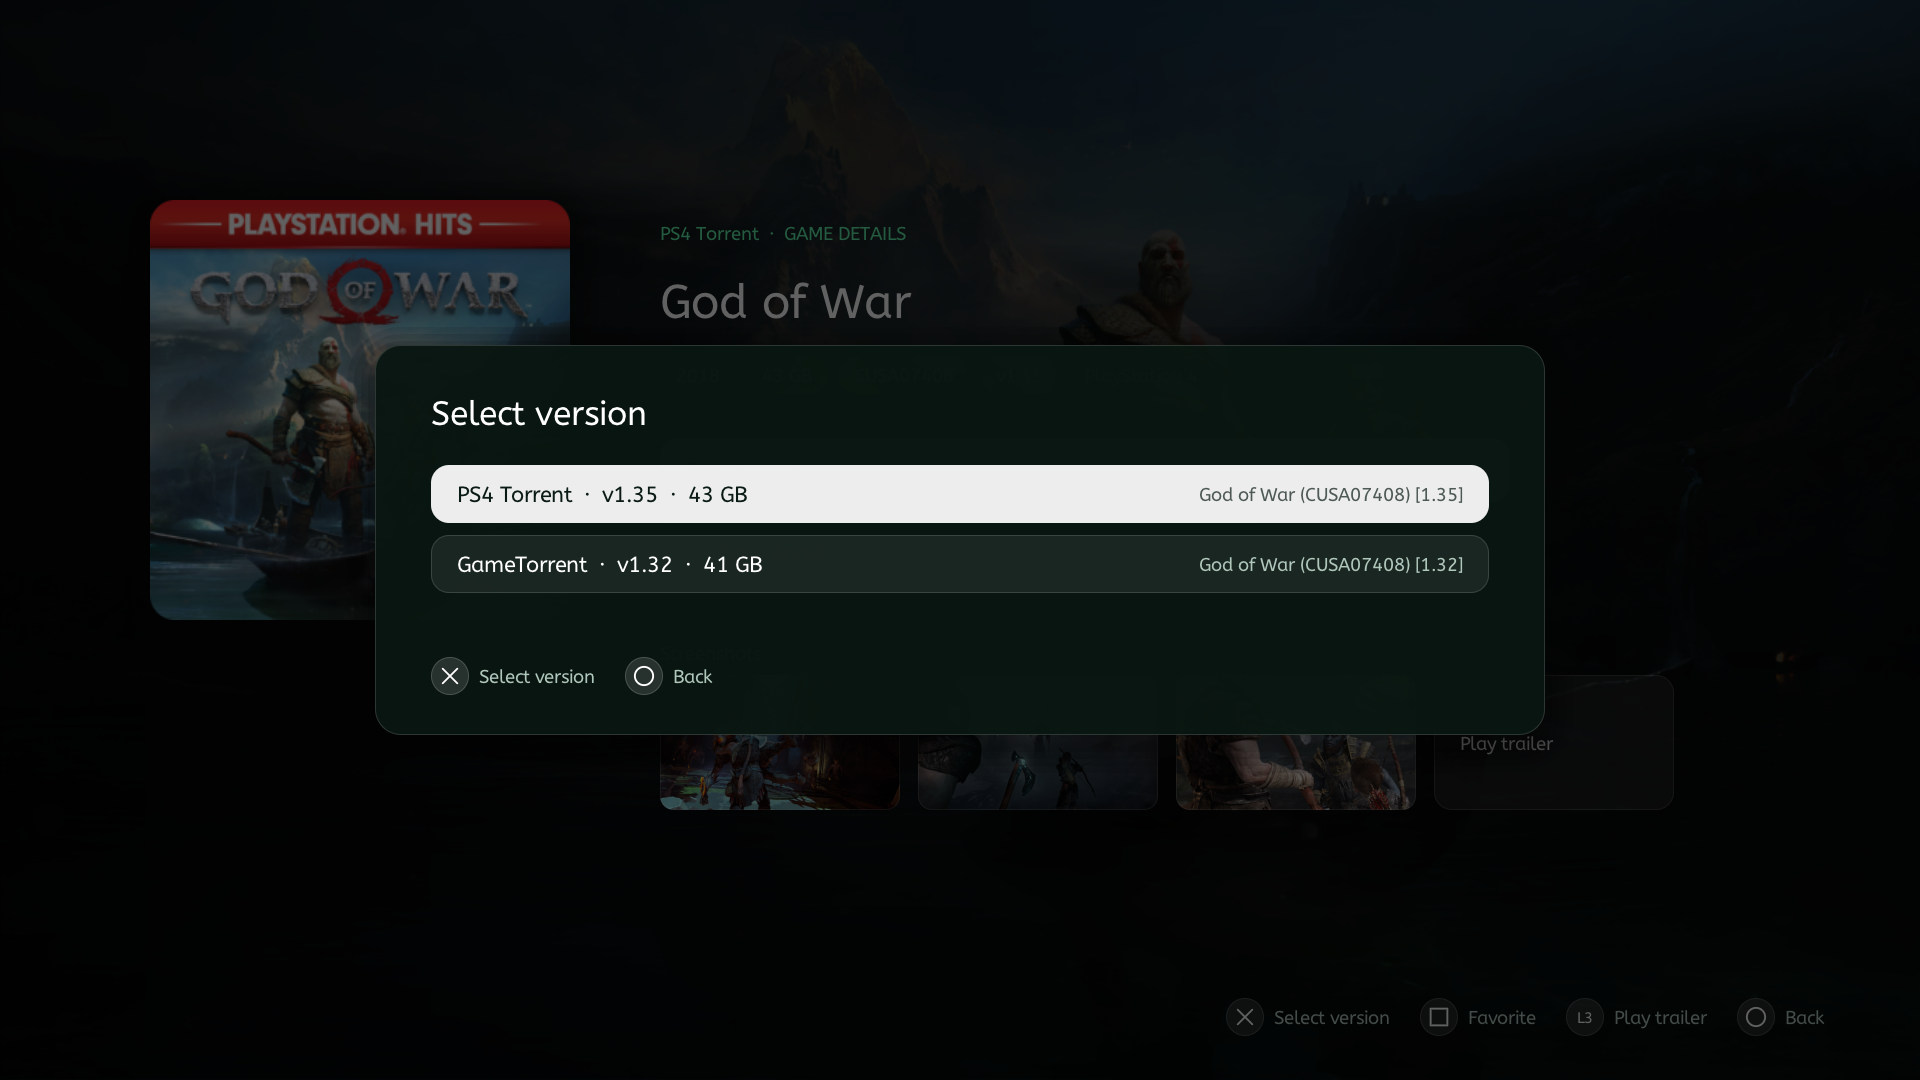 PLAYSTATION HITS
GOD OF WAR
PS4 Torrent · GAME DETAILS
God of War
Select version
PS4 Torrent · v1.35 · 43 GB
God of War (CUSA07408) [1.35]
GameTorrent · v1.32 · 41 GB
God of War (CUSA07408) [1.32]
Select version
Back
Play trailer
Select version
Favorite
L3
Play trailer
Back